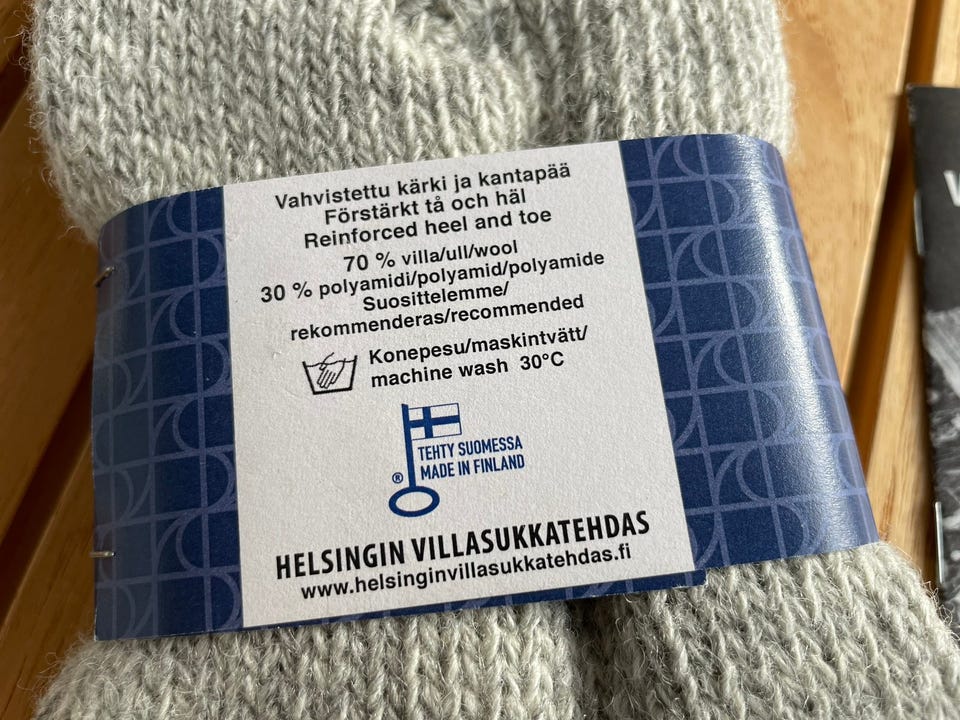 Vahvistettu kärki ja kantapää
Förstärkt tå och häl
Reinforced heel and toe
70 % villa/ull/wool
30 % polyamidi/polyamid/polyamide
Suosittelemme/
rekommenderas/recommended
Konepesu/maskintvätt/
machine wash 30°C
TEHTY SUOMESSA
® MADE IN FINLAND
HELSINGIN VILLASUKKATEHDAS
www.helsinginvillasukkatehdas.fi